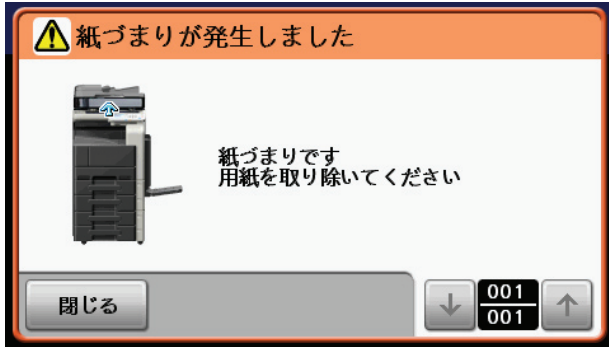 紙づまりが発生しました
紙づまりです
用紙を取り除いてください
閉じる
001
001